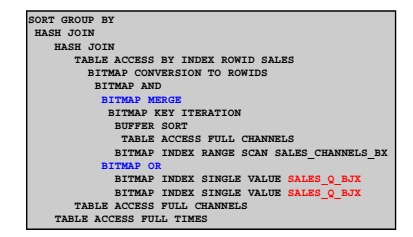 SORT GROUP BY
HASH JOIN
HASH JOIN
TABLE ACCESS BY INDEX ROWID SALES
BITMAP CONVERSION TO ROWIDS
BITMAP AND
BITMAP MERGE
BITMAP KEY ITERATION
BUFFER SORT
TABLE ACCESS FULL CHANNELS
BITMAP INDEX RANGE SCAN SALES_CHANNELS_BX
BITMAP OR
BITMAP INDEX SINGLE VALUE SALES_Q_BJX
BITMAP INDEX SINGLE VALUE SALES_Q_BJX
TABLE ACCESS FULL CHANNELS
TABLE ACCESS FULL TIMES